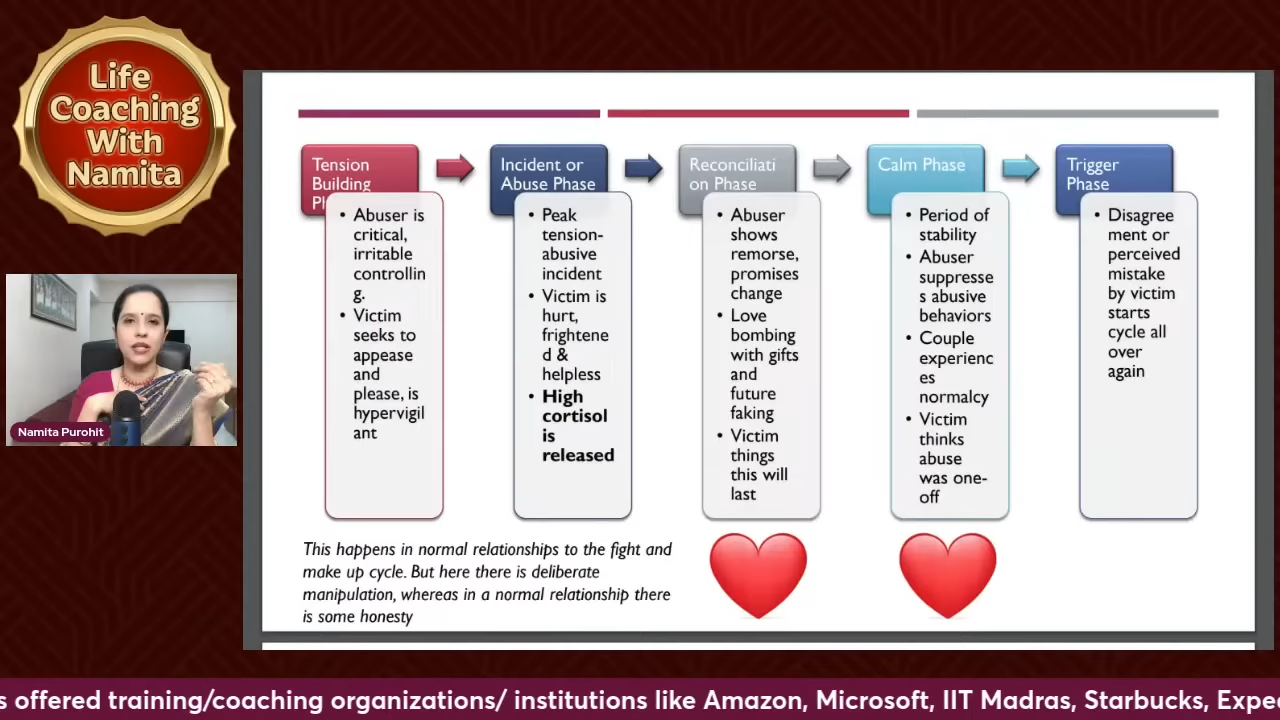 Life
Coaching
With
Namita
Namita Purohit
Tension
Building
Incident or
Abuse Phase
Reconciliati
on Phase
Calm Phase
Trigger
Phase
• Abuser is
critical,
irritable
controllin
g.
• Victim
seeks to
appease
and
please, is
hypervigil
ant
• Peak
tension-
abusive
incident
• Victim is
hurt,
frightene
d &
helpless
• High
cortisol
is
released
• Abuser
shows
remorse,
promises
change
• Love
bombing
with gifts
and
future
faking
• Victim
things
this will
last
• Period of
stability
• Abuser
suppresse
s abusive
behaviors
• Couple
experienc
es
normalcy
• Victim
thinks
abuse
was one-
off
• Disagree
ment or
perceived
mistake
by victim
starts
cycle all
over
again
This happens in normal relationships to the fight and
make up cycle. But here there is deliberate
manipulation, whereas in a normal relationship there
is some honesty
s offered training/coaching organizations/ institutions like Amazon, Microsoft, IIT Madras, Starbucks,